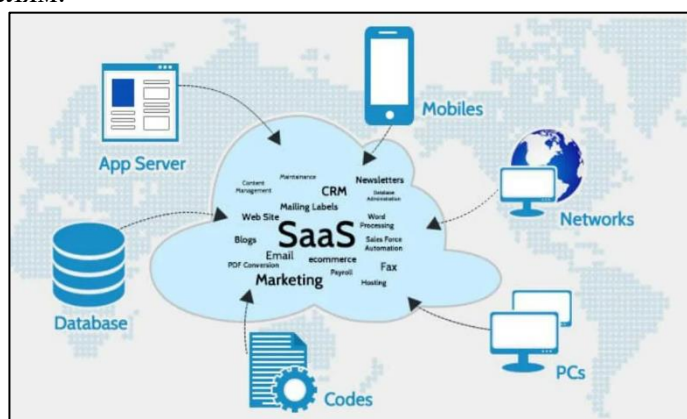 Mobiles
App Server
Networks
Database
PCs
Codes
Content
Management
Maintainance
CRM
Newsletters
Database
Administration
Mailing Labels
Web Site
Word
Processing
SaaS
Blogs
Sales Force
Automation
Email
ecommerce
PDF Conversion
Payroll
Fax
Marketing
Hosting